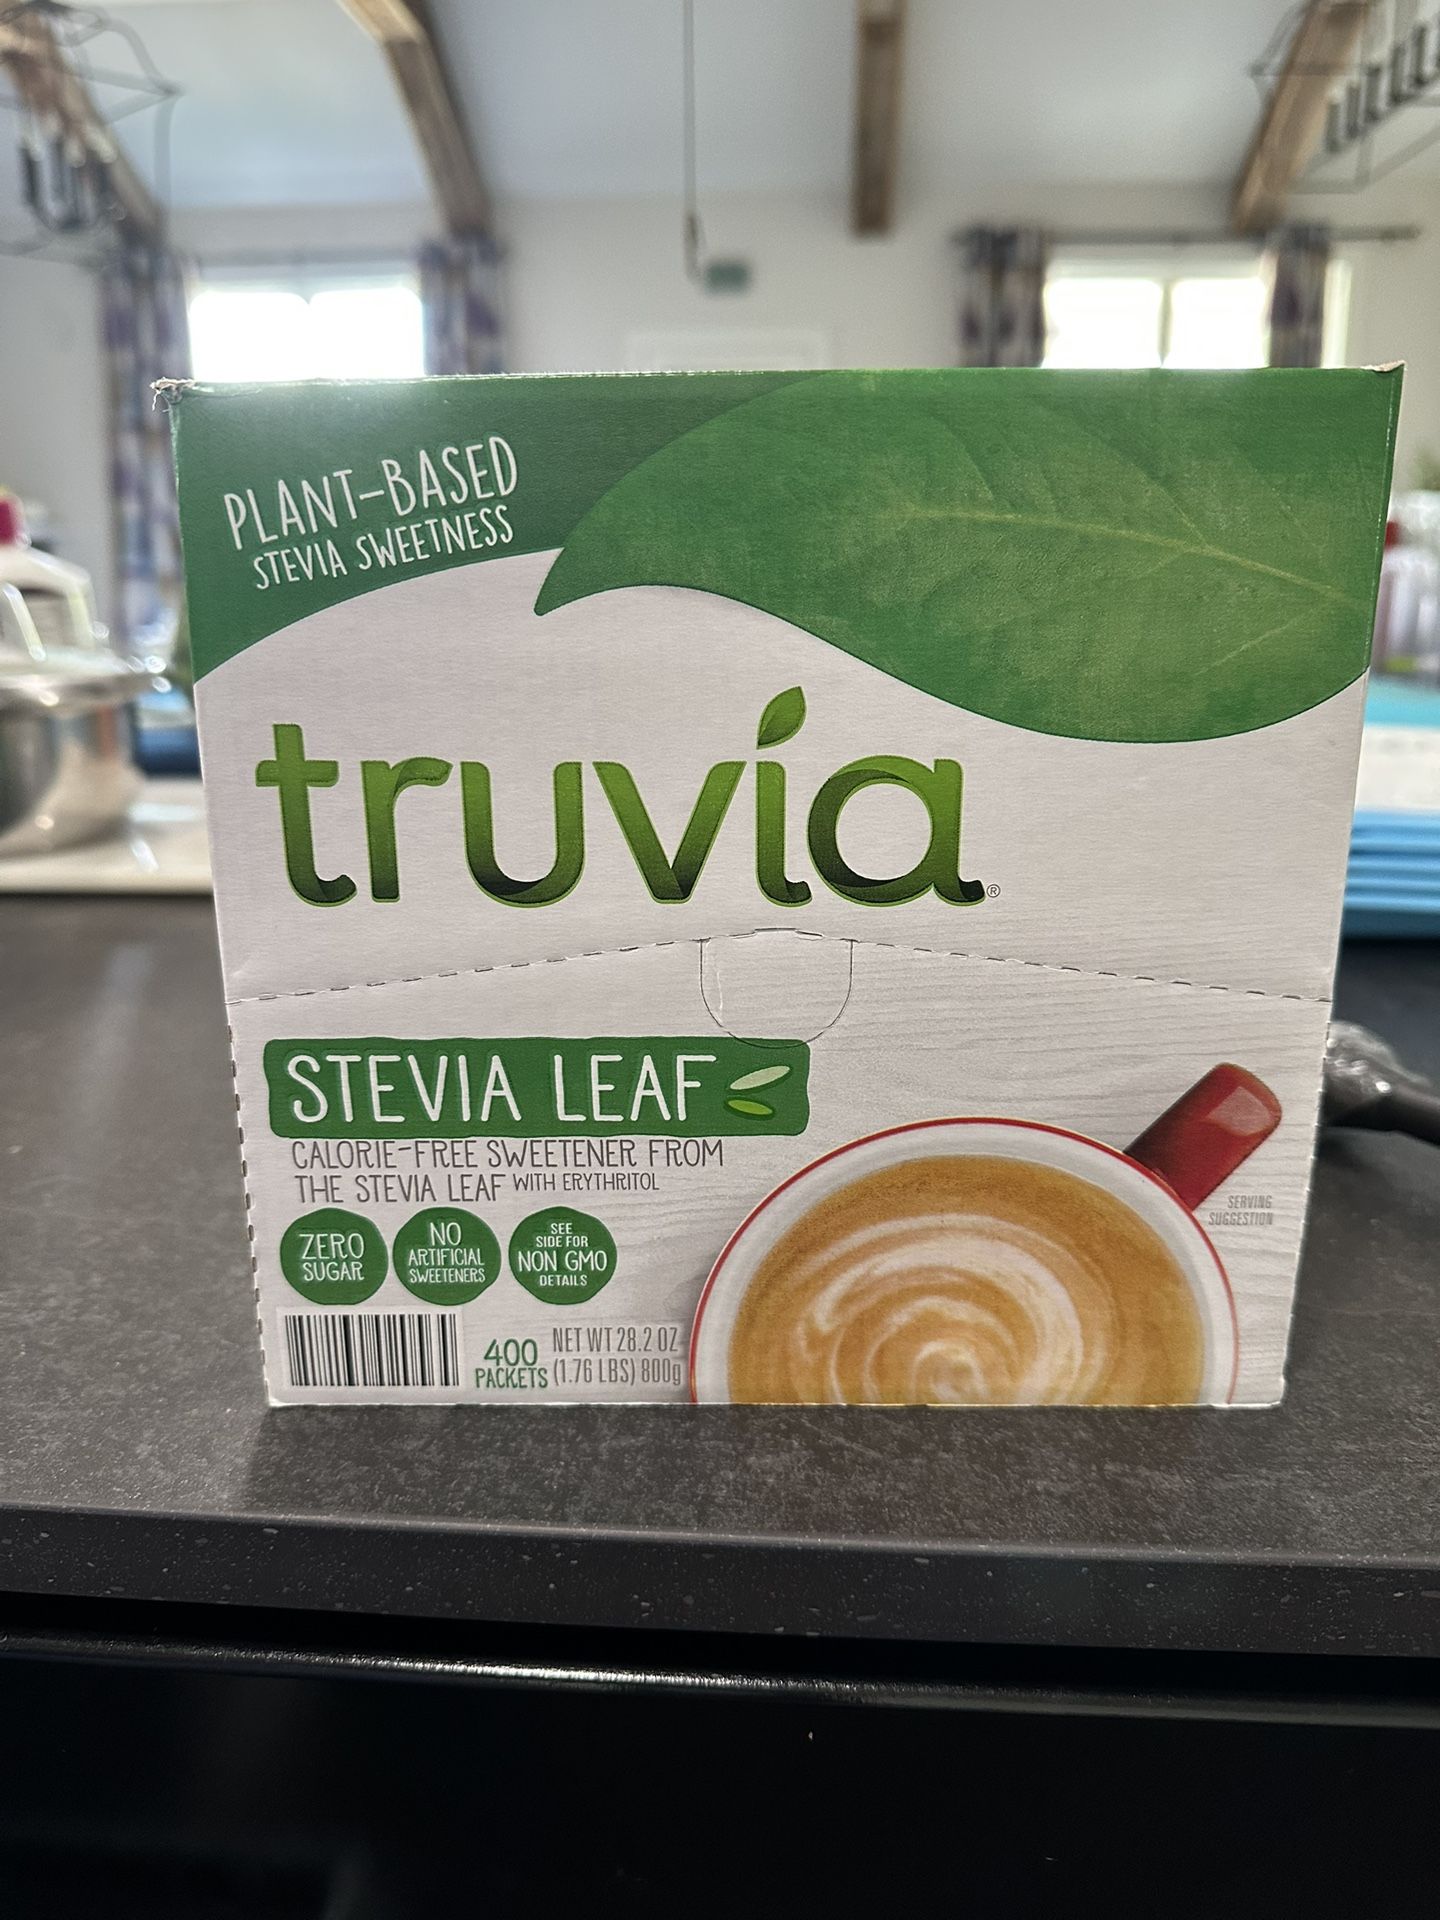 PLANT-BASED
STEVIA SWEETNESS
truvía®
STEVIA LEAF
CALORIE-FREE SWEETENER FROM
THE STEVIA LEAF WITH ERYTHRITOL
ZERO
SUGAR
NO
ARTIFICIAL
SWEETENERS
SEE
SIDE FOR
NON GMO
DETAILS
SERVING
SUGGESTION
400
PACKETS
NET WT 28.2 OZ
(1.76 LBS) 800g